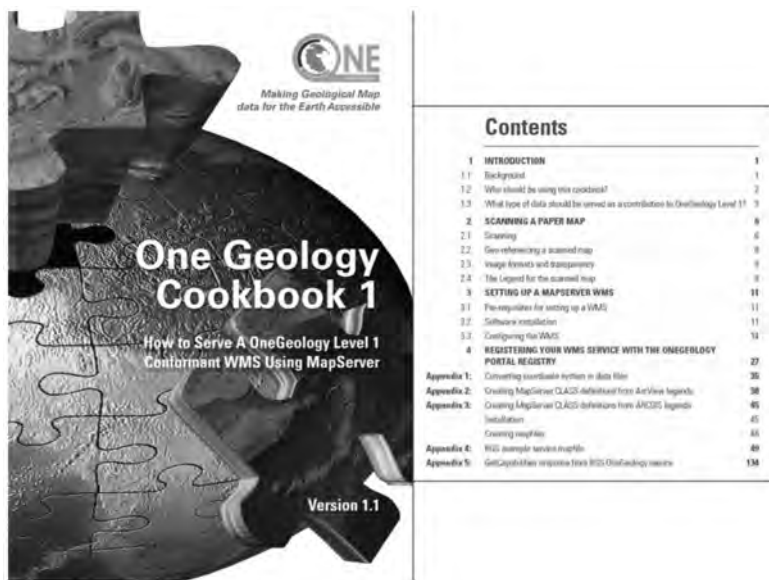 ONE
Making Geological Map
data for the Earth Accessible
One Geology
Cookbook 1
How to Serve A OneGeology Level 1
Conformant WMS Using MapServer
Version 1.1
Contents
1 INTRODUCTION 1
1.1 Background 1
1.2 Who should be using this cookbook? 2
1.3 What type of data should be served as a contribution to OneGeology Level 1? 3
2 SCANNING A PAPER MAP 6
2.1 Scanning 6
2.2 Geo-referencing a scanned map 8
2.3 Image formats and transparency 9
2.4 The Legend for the scanned map 9
3 SETTING UP A MAPSERVER WMS 11
3.1 Pre-requisites for setting up a WMS 11
3.2 Software installation 11
3.3 Configuring the WMS 14
4 REGISTERING YOUR WMS SERVICE WITH THE ONEGEOLOGY
PORTAL REGISTRY 27
Appendix 1: Converting coordinate system in data files 35
Appendix 2: Creating MapServer CLASS definitions from ArcView legends 38
Appendix 3: Creating MapServer CLASS definitions from ARCGIS legends 45
Installation 45
Creating mapfiles 46
Appendix 4: BGS example service mapfile 49
Appendix 5: GetCapabilities response from BGS OneGeology service 134